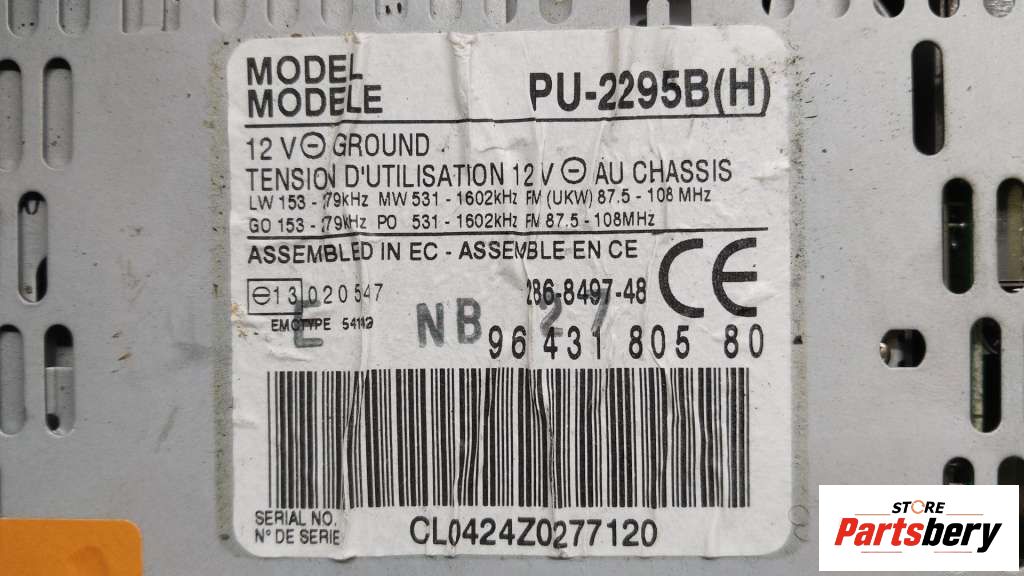 MODEL
MODELE PU-2295B(H)
12 V⊖ GROUND
TENSION D'UTILISATION 12 V ⊖ AU CHASSIS
LW 153 - 279kHz MW 531 - 1602kHz FM (UKW) 87.5 - 108 MHz
GO 153 - 279kHz PO 531 - 1602kHz FM 87.5 - 108MHz
ASSEMBLED IN EC - ASSEMBLE EN CE
CE
e13 020547 286-8497-48
EMC TYPE
E NB 27
96 431 805 80
SERIAL NO.
N° DE SERIE
CL0424Z0277120
STORE
Partsbery